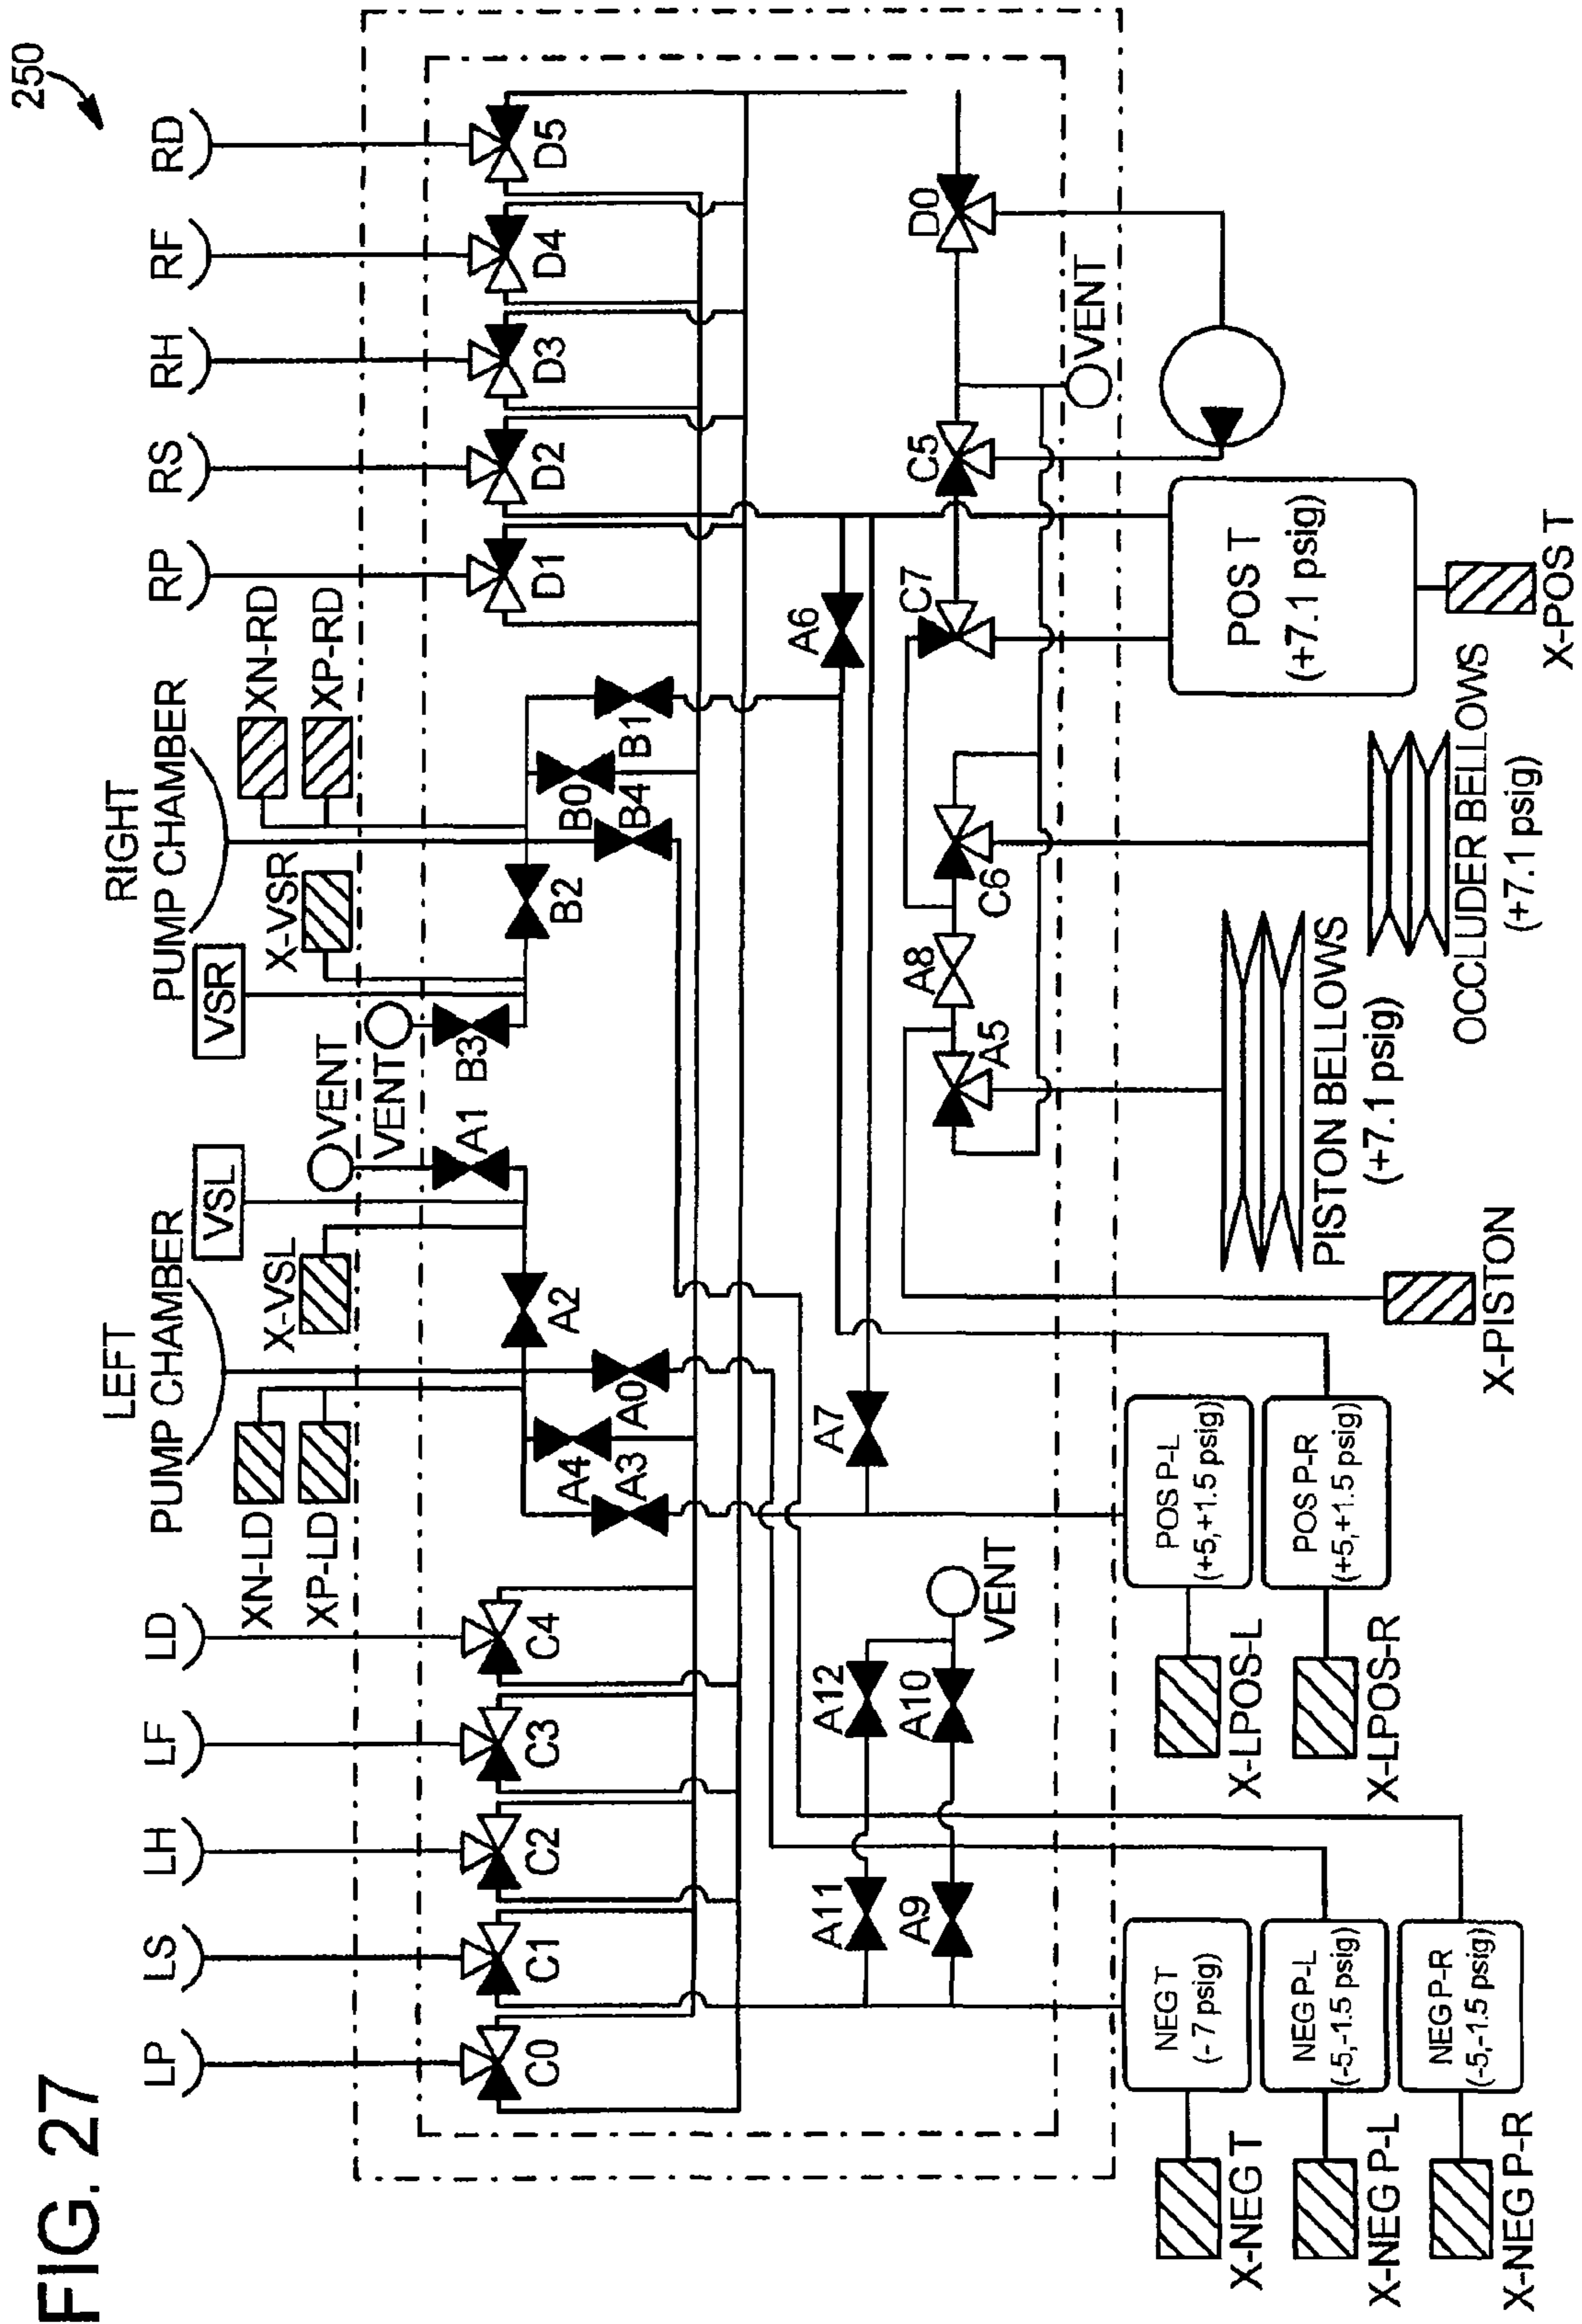 FIG. 27
250
LP
LS
LH
LF
LD
LEFT
PUMP CHAMBER
RIGHT
PUMP CHAMBER
RP
RS
RH
RF
RD
XN-LD
XP-LD
X-VSL
VSL
VENT
VENT
VSR
X-VSR
XN-RD
XP-RD
C0
C1
C2
C3
C4
A4
A3
A0
A2
A1
B3
B2
B0
B4
B1
D1
D2
D3
D4
D5
A11
A12
A9
A10
VENT
A7
A6
A5
A8
C6
C7
C5
D0
VENT
NEG T
(- 7 psig)
NEG P-L
(-5,-1.5 psig)
NEG P-R
(-5,-1.5 psig)
X-NEG T
X-NEG P-L
X-NEG P-R
POS P-L
(+5,+1.5 psig)
POS P-R
(+5,+1.5 psig)
X-LPOS-L
X-LPOS-R
X-PISTON
PISTON BELLOWS
(+7.1 psig)
OCCLUDER BELLOWS
(+7.1 psig)
POS T
(+7.1 psig)
X-POS T